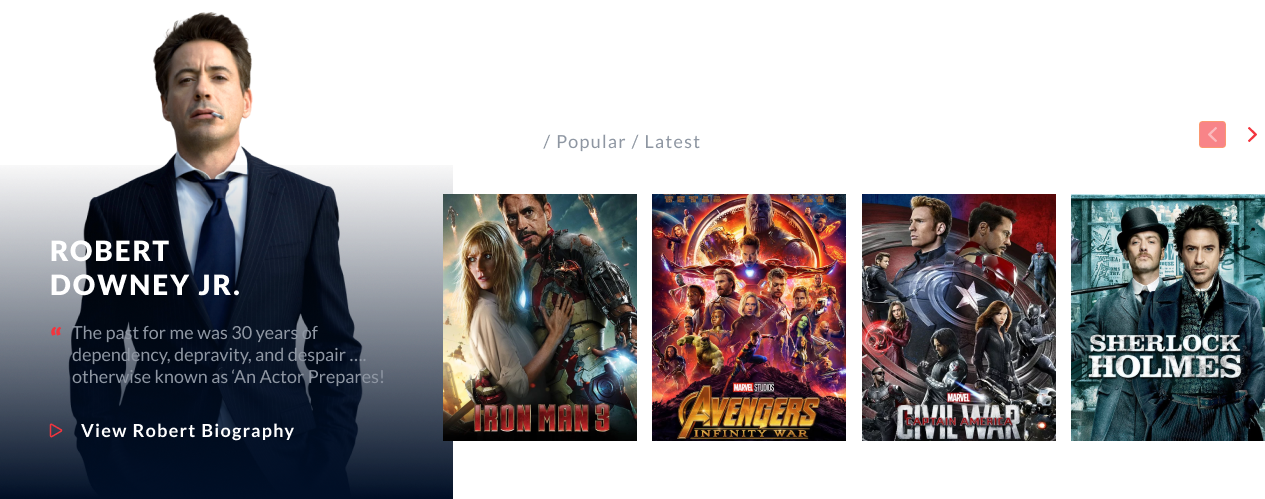 / Popular / Latest
ROBERT
DOWNEY JR.
“ The past for me was 30 years of
dependency, depravity, and despair ....
otherwise known as ‘An Actor Prepares!
View Robert Biography
IRON MAN 3
MARVEL STUDIOS
AVENGERS
INFINITY WAR
MARVEL
CAPTAIN AMERICA
CIVIL WAR
SHERLOCK
HOLMES